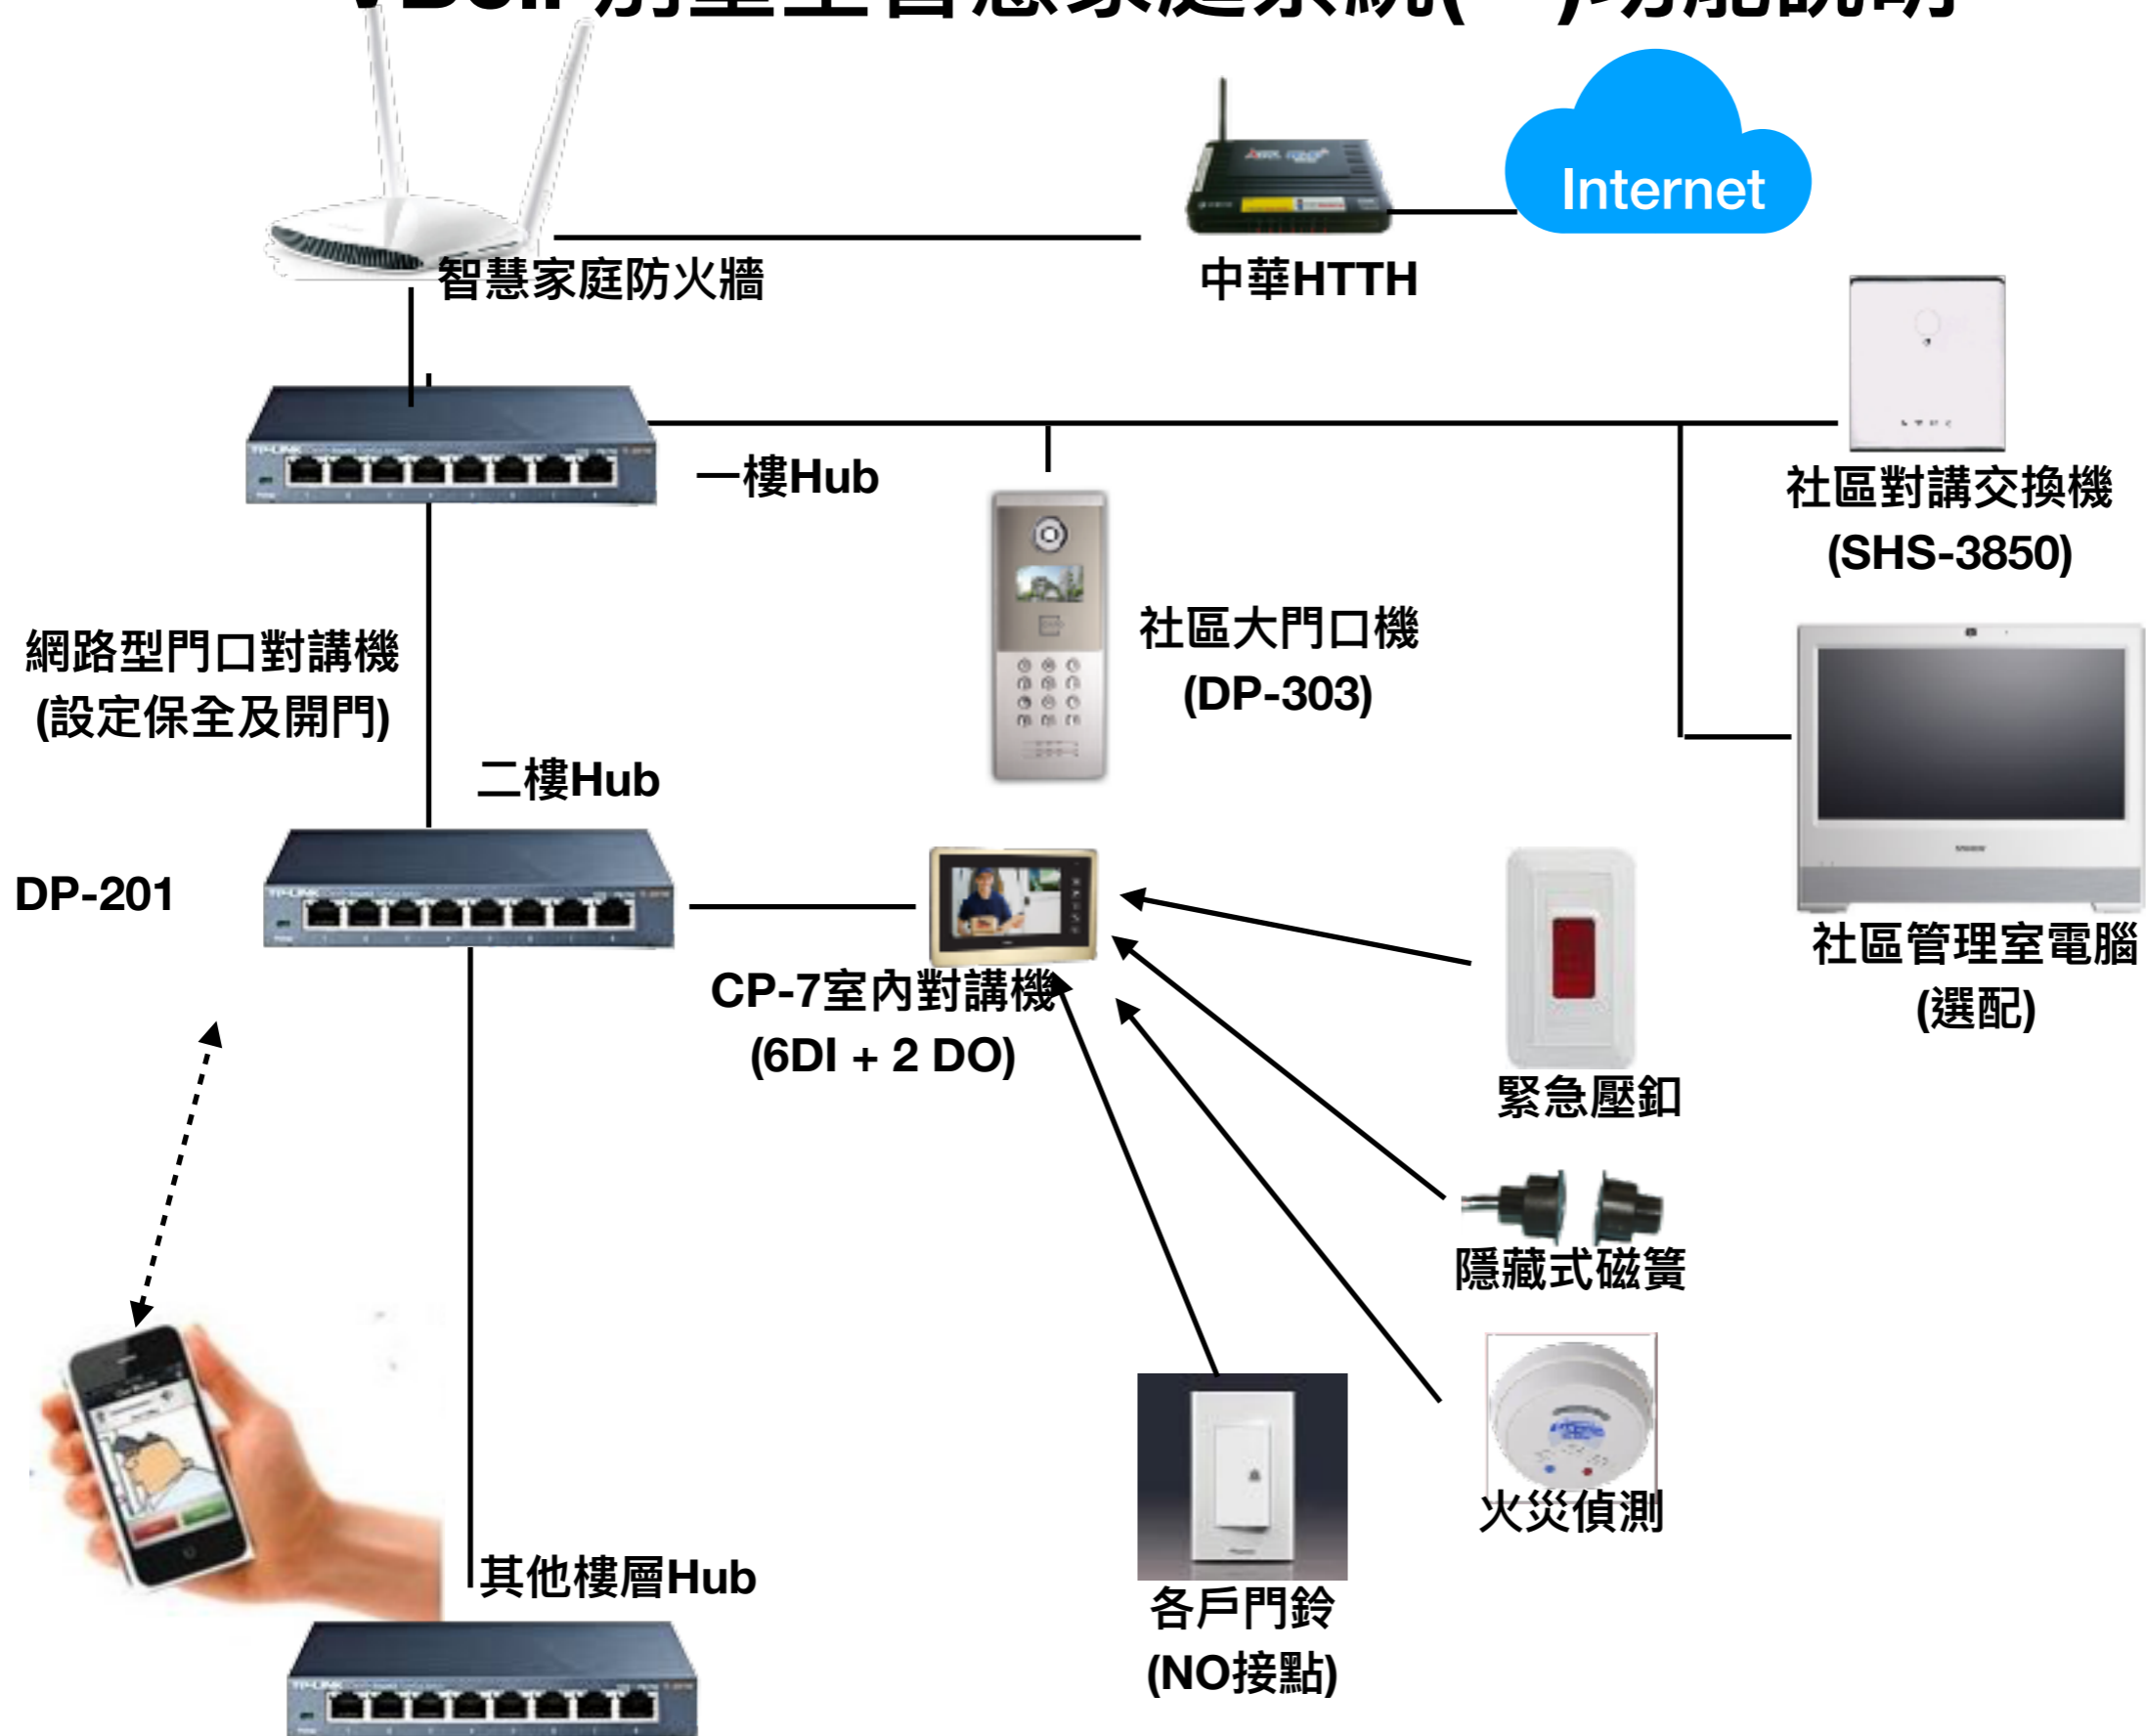 智慧家庭防火牆
中華HTTH
Internet
一樓Hub
社區對講交換機
(SHS-3850)
網路型門口對講機
(設定保全及開門)
社區大門口機
(DP-303)
二樓Hub
DP-201
TP-LINK
CP-7室內對講機
(6DI + 2 DO)
社區管理室電腦
(選配)
緊急壓釦
隱藏式磁簧
火災偵測
其他樓層Hub
各戶門鈴
(NO接點)